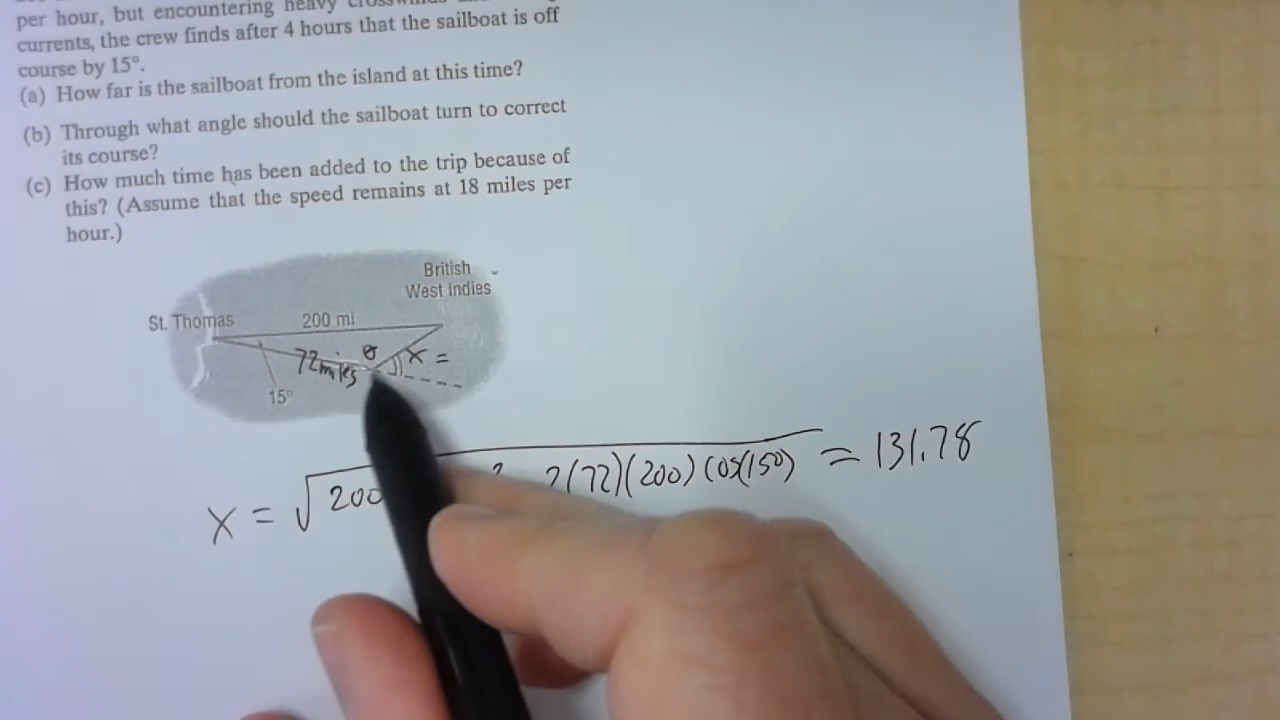 per hour, but encountering heavy
currents, the crew finds after 4 hours that the sailboat is off
course by 15°.
(a) How far is the sailboat from the island at this time?
(b) Through what angle should the sailboat turn to correct
its course?
(c) How much time has been added to the trip because of
this? (Assume that the speed remains at 18 miles per
hour.)
British
West Indies
St. Thomas
200 mi
72miles θ x =
15°
x = √200 2 2(72)(200) cos(150) = 131.78